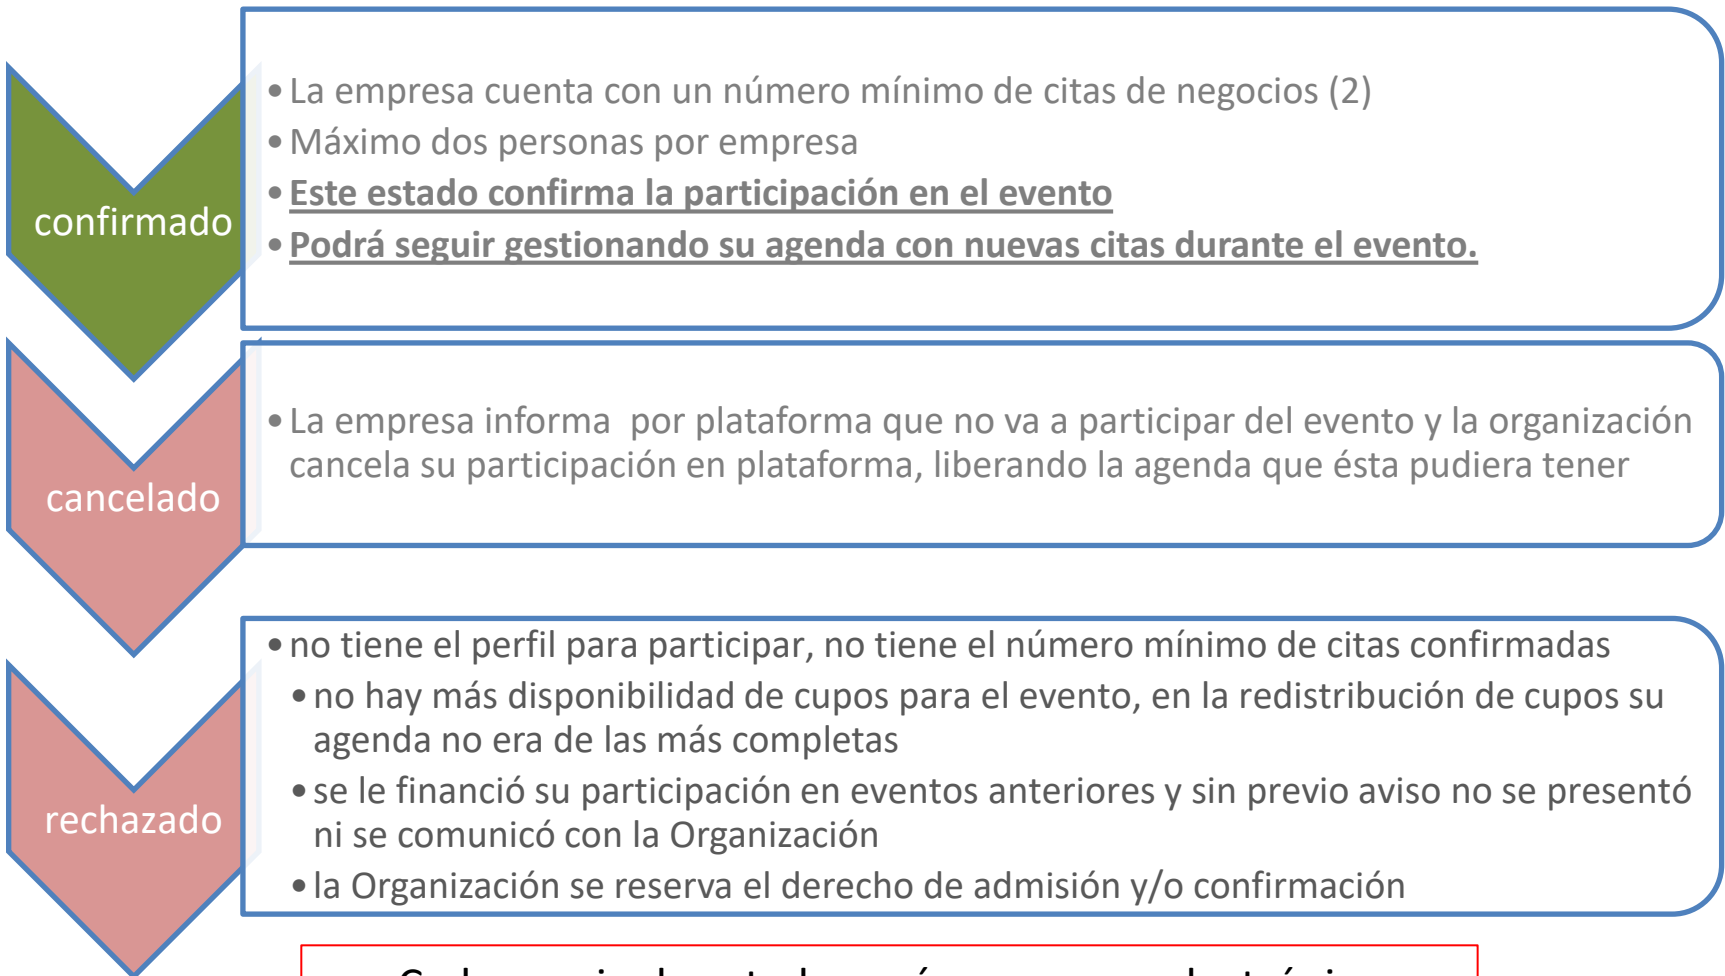 confirmado
• La empresa cuenta con un número mínimo de citas de negocios (2)
• Máximo dos personas por empresa
• Este estado confirma la participación en el evento
• Podrá seguir gestionando su agenda con nuevas citas durante el evento.
cancelado
• La empresa informa por plataforma que no va a participar del evento y la organización
cancela su participación en plataforma, liberando la agenda que ésta pudiera tener
rechazado
• no tiene el perfil para participar, no tiene el número mínimo de citas confirmadas
• no hay más disponibilidad de cupos para el evento, en la redistribución de cupos su
agenda no era de las más completas
• se le financió su participación en eventos anteriores y sin previo aviso no se presentó
ni se comunicó con la Organización
• la Organización se reserva el derecho de admisión y/o confirmación